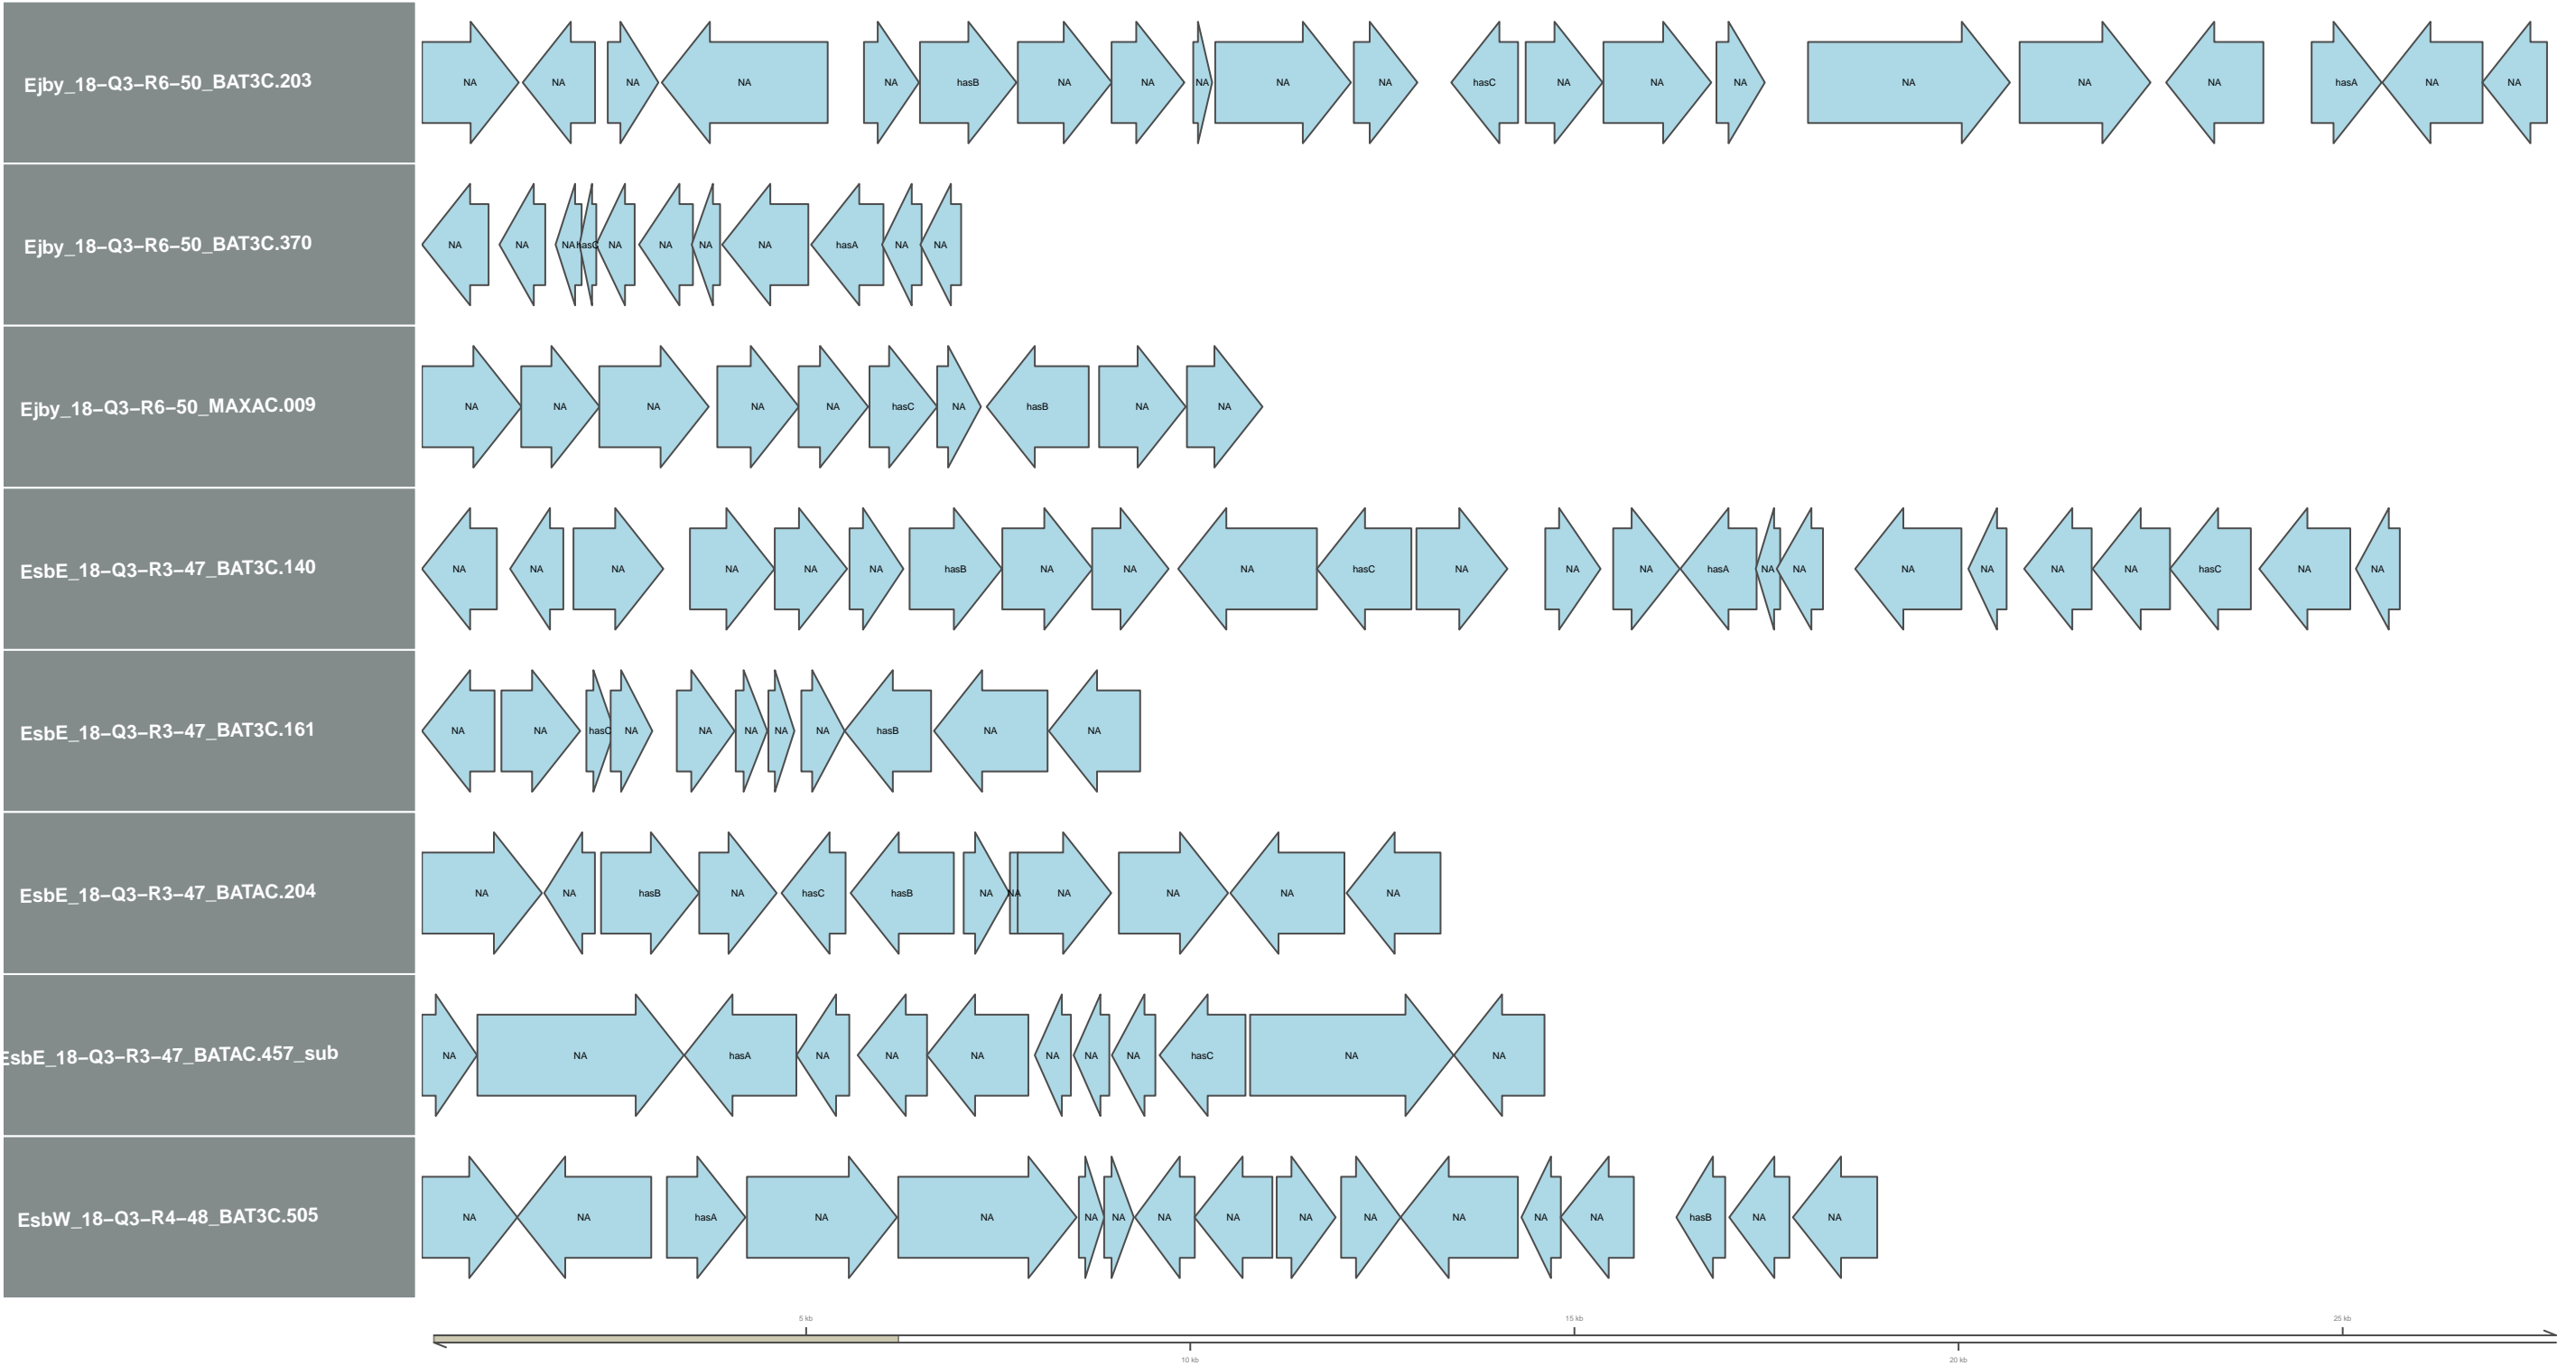 Ejby_18–Q3–R6–50_BAT3C.203
NA NA NA NA NA hasB NA NA NA NA NA hasC NA NA NA NA NA NA hasA NA NA
Ejby_18–Q3–R6–50_BAT3C.370
NA NA NA hasC NA NA NA NA hasA NA NA
Ejby_18–Q3–R6–50_MAXAC.009
NA NA NA NA NA hasC NA hasB NA NA
EsbE_18–Q3–R3–47_BAT3C.140
NA NA NA NA NA NA hasB NA NA NA hasC NA NA NA hasA NA NA NA NA NA NA hasC NA NA
EsbE_18–Q3–R3–47_BAT3C.161
NA NA hasC NA NA NA NA NA hasB NA NA
EsbE_18–Q3–R3–47_BATAC.204
NA NA hasB NA hasC hasB NA NA NA NA NA NA
EsbE_18–Q3–R3–47_BATAC.457_sub
NA NA hasA NA NA NA NA NA NA hasC NA NA
EsbW_18–Q3–R4–48_BAT3C.505
NA NA hasA NA NA NA NA NA NA NA NA NA NA NA hasB NA NA
5 kb 15 kb 25 kb
10 kb 20 kb